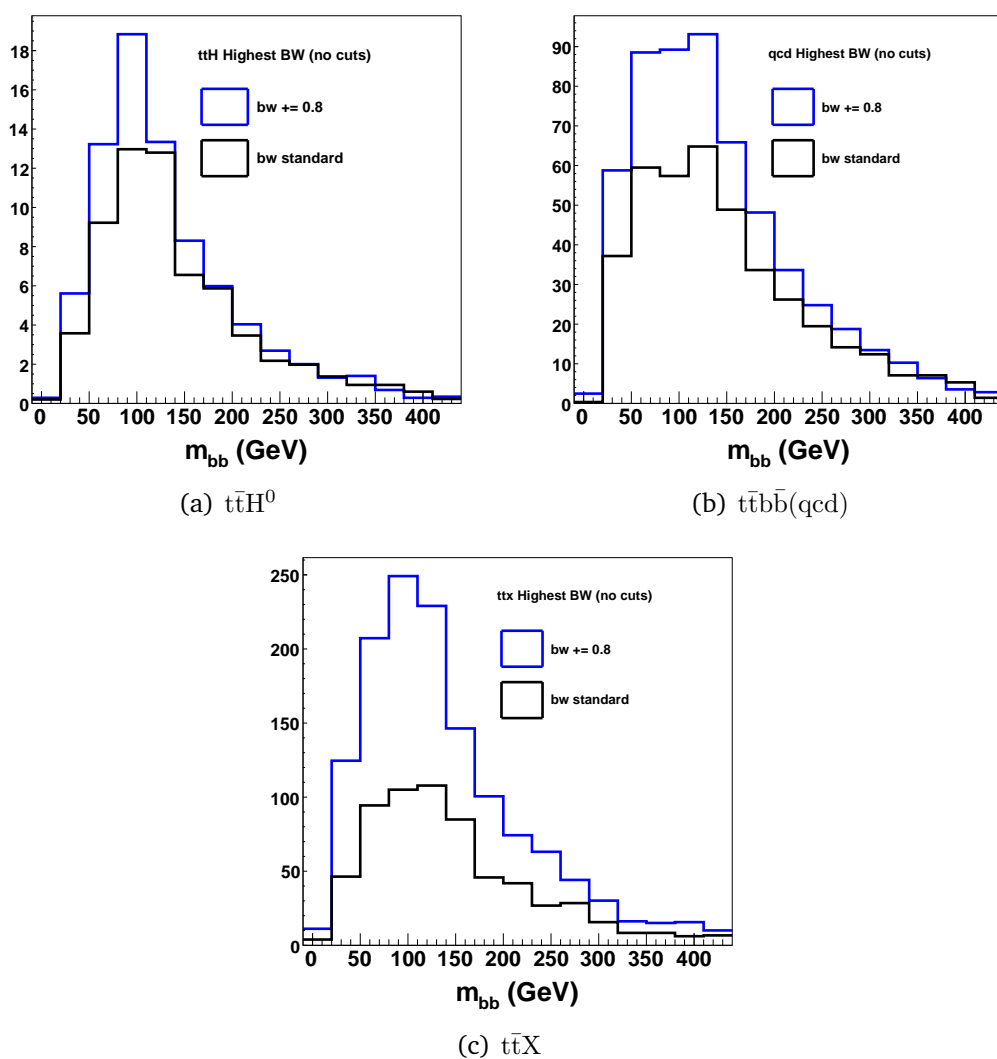 18
16
14
12
10
8
6
4
2
0
ttH Highest BW (no cuts)
bw += 0.8
bw standard
0 50 100 150 200 250 300 350 400
m_bb (GeV)
(a) tt̄H⁰
90
80
70
60
50
40
30
20
10
0
qcd Highest BW (no cuts)
bw += 0.8
bw standard
0 50 100 150 200 250 300 350 400
m_bb (GeV)
(b) tt̄bb̄(qcd)
250
200
150
100
50
0
ttx Highest BW (no cuts)
bw += 0.8
bw standard
0 50 100 150 200 250 300 350 400
m_bb (GeV)
(c) tt̄X